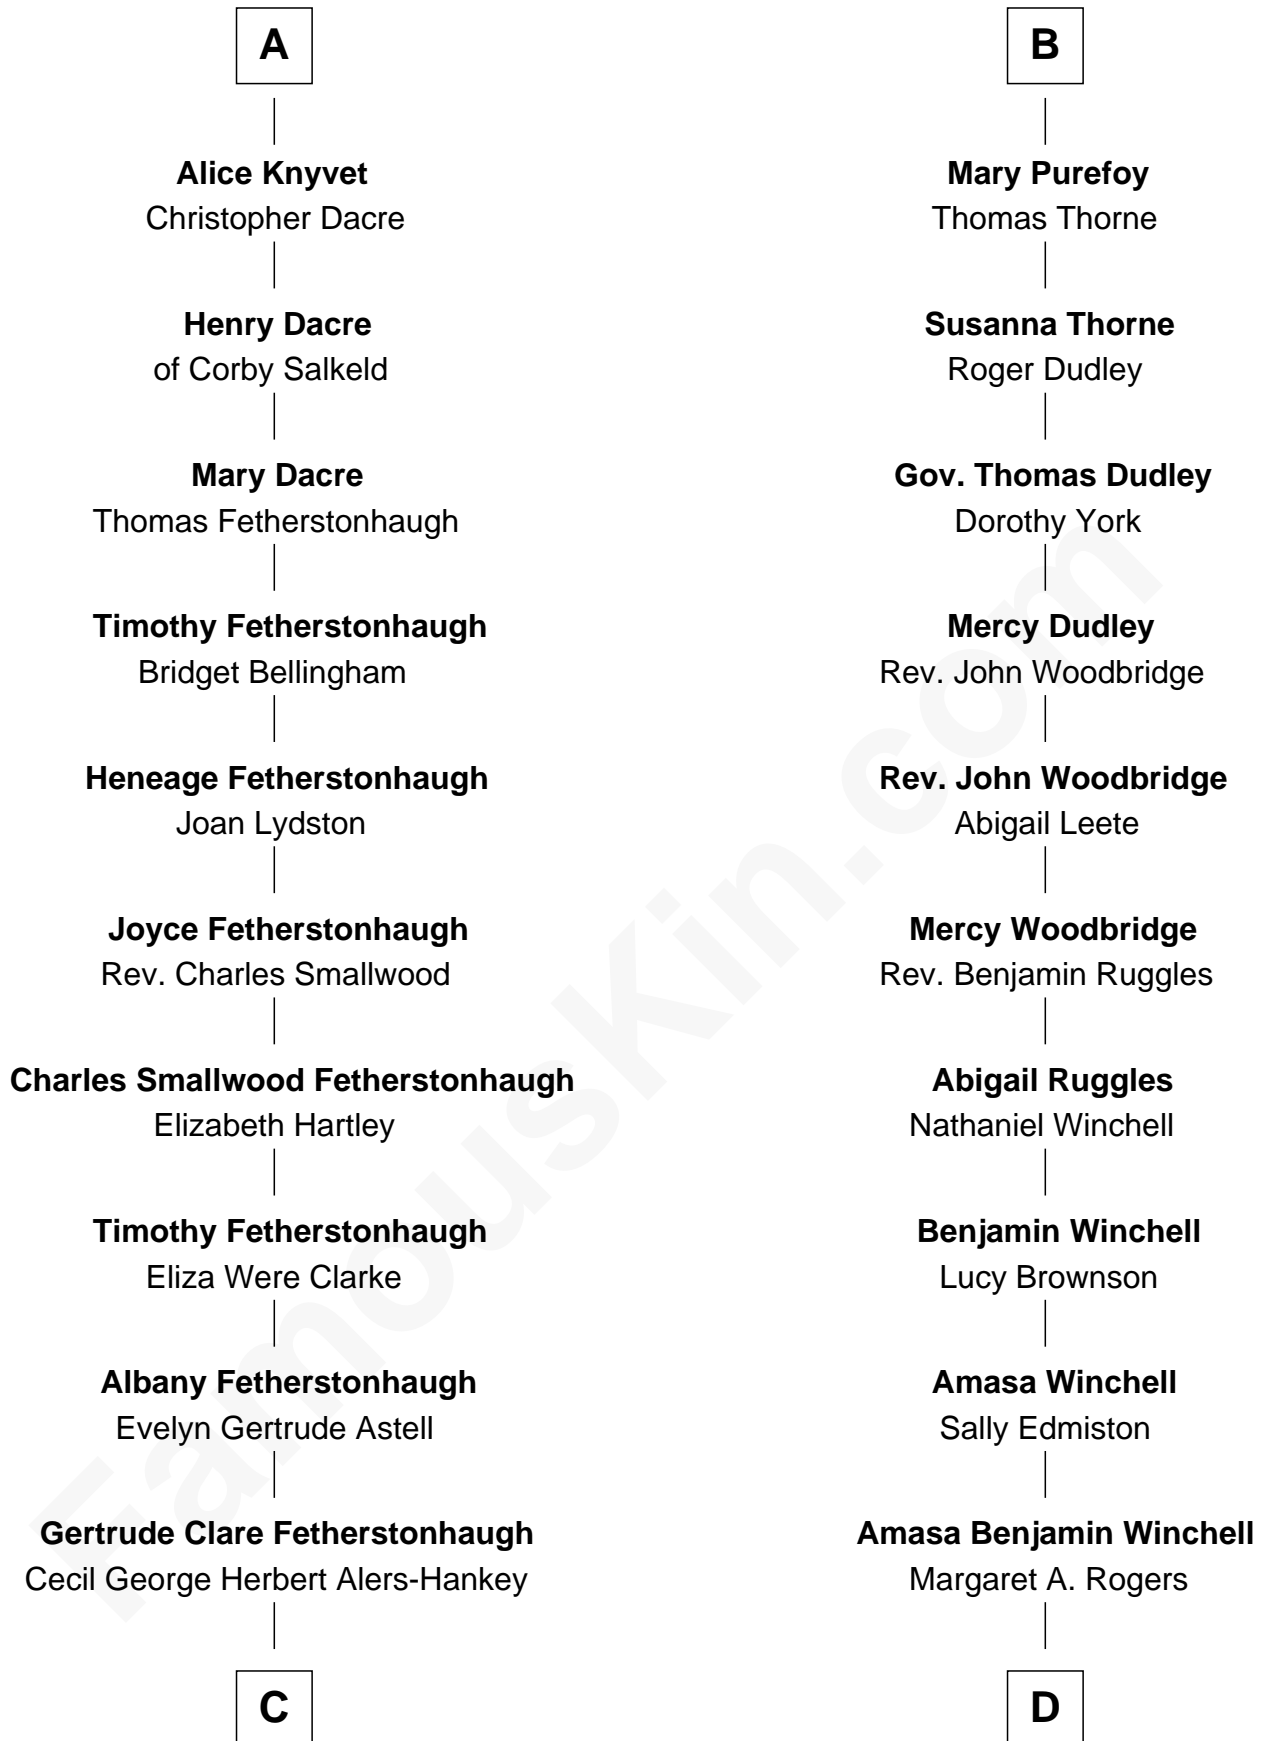 A
Alice Knyvet
Christopher Dacre
Henry Dacre
of Corby Salkeld
Mary Dacre
Thomas Fetherstonhaugh
Timothy Fetherstonhaugh
Bridget Bellingham
Heneage Fetherstonhaugh
Joan Lydston
Joyce Fetherstonhaugh
Rev. Charles Smallwood
Charles Smallwood Fetherstonhaugh
Elizabeth Hartley
Timothy Fetherstonhaugh
Eliza Were Clarke
Albany Fetherstonhaugh
Evelyn Gertrude Astell
Gertrude Clare Fetherstonhaugh
Cecil George Herbert Alers-Hankey
C
B
Mary Purefoy
Thomas Thorne
Susanna Thorne
Roger Dudley
Gov. Thomas Dudley
Dorothy York
Mercy Dudley
Rev. John Woodbridge
Rev. John Woodbridge
Abigail Leete
Mercy Woodbridge
Rev. Benjamin Ruggles
Abigail Ruggles
Nathaniel Winchell
Benjamin Winchell
Lucy Brownson
Amasa Winchell
Sally Edmiston
Amasa Benjamin Winchell
Margaret A. Rogers
D
FamousKin.com